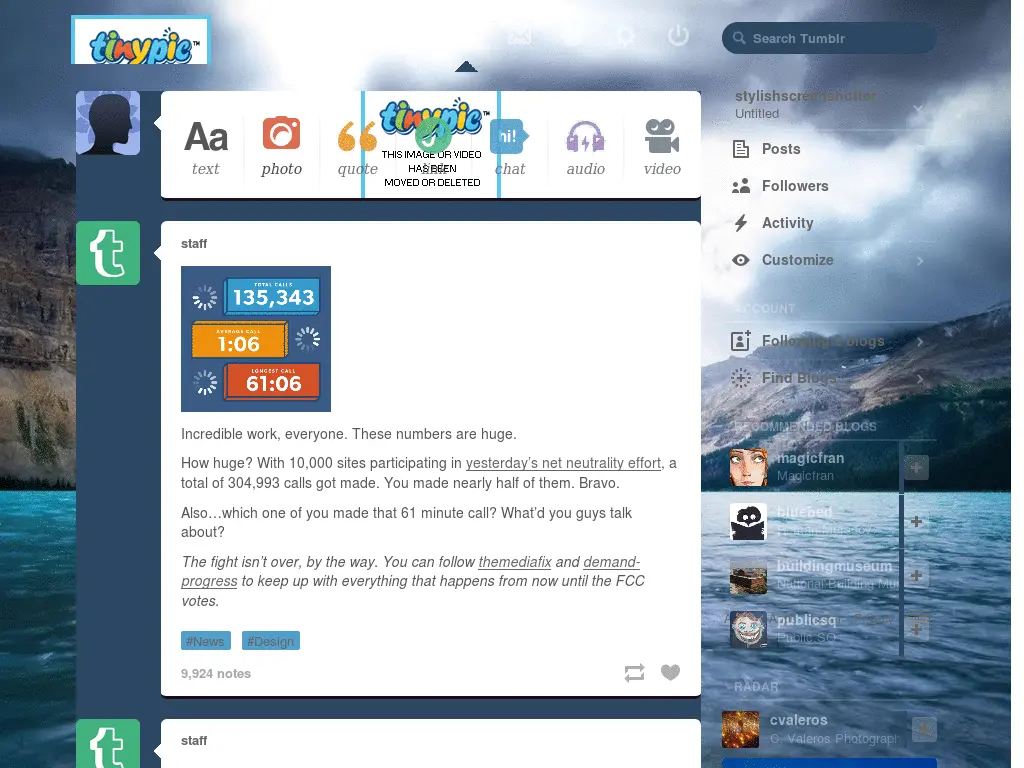 tinypic™
Search Tumblr
stylishscreenshotter
Untitled
tinypic™
THIS IMAGE OR VIDEO
HAS BEEN
MOVED OR DELETED
Aa
hi!
text
photo
quote
link
chat
audio
video
Posts
Followers
Activity
Customize
staff
TOTAL CALLS
135,343
AVERAGE CALL
1:06
LONGEST CALL
61:06
Incredible work, everyone. These numbers are huge.
How huge? With 10,000 sites participating in yesterday's net neutrality effort, a
total of 304,993 calls got made. You made nearly half of them. Bravo.
Also…which one of you made that 61 minute call? What'd you guys talk
about?
The fight isn't over, by the way. You can follow themediafix and demand-
progress to keep up with everything that happens from now until the FCC
votes.
#News
#Design
9,924 notes
ACCOUNT
Following blogs
Find Blogs
RECOMMENDED BLOGS
magicfran
Magicfran
bluebed
buildingmuseum
National Building Mu
publicsq
Public SQ
RADAR
cvaleros
C. Valeros Photograph
staff